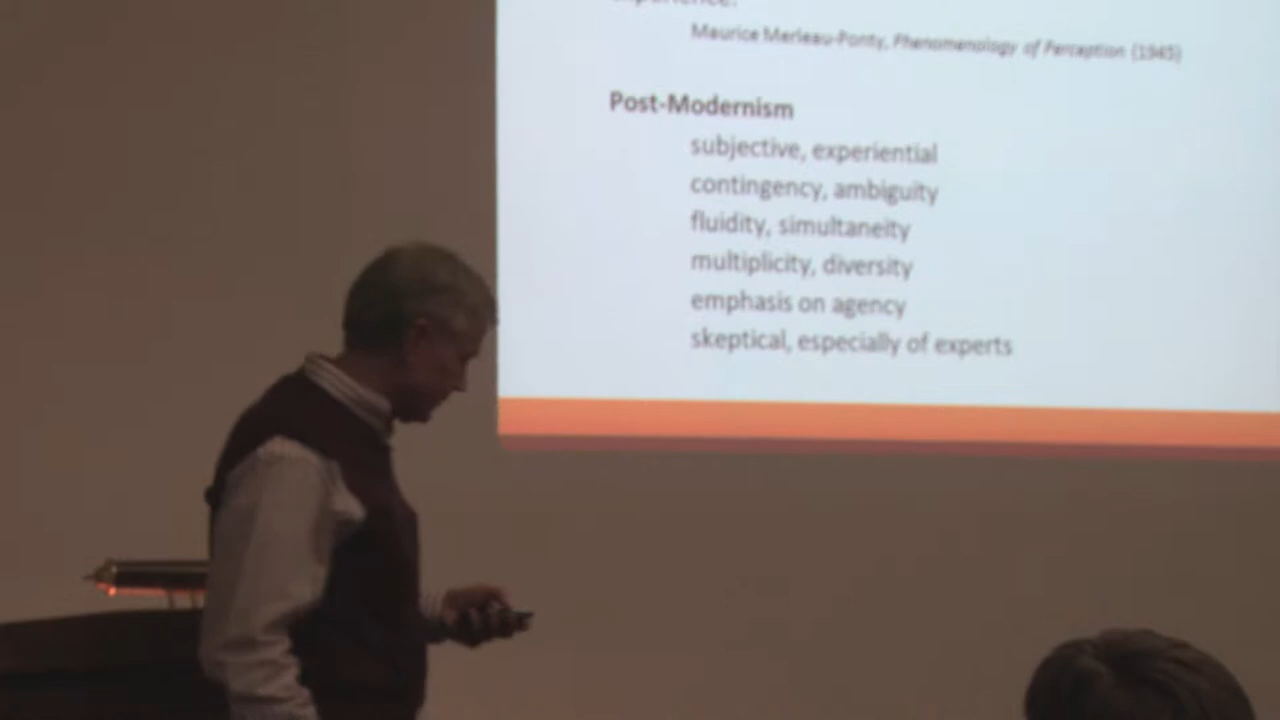 experience.
Maurice Merleau-Ponty, Phenomenology of Perception (1945)
Post-Modernism
subjective, experiential
contingency, ambiguity
fluidity, simultaneity
multiplicity, diversity
emphasis on agency
skeptical, especially of experts